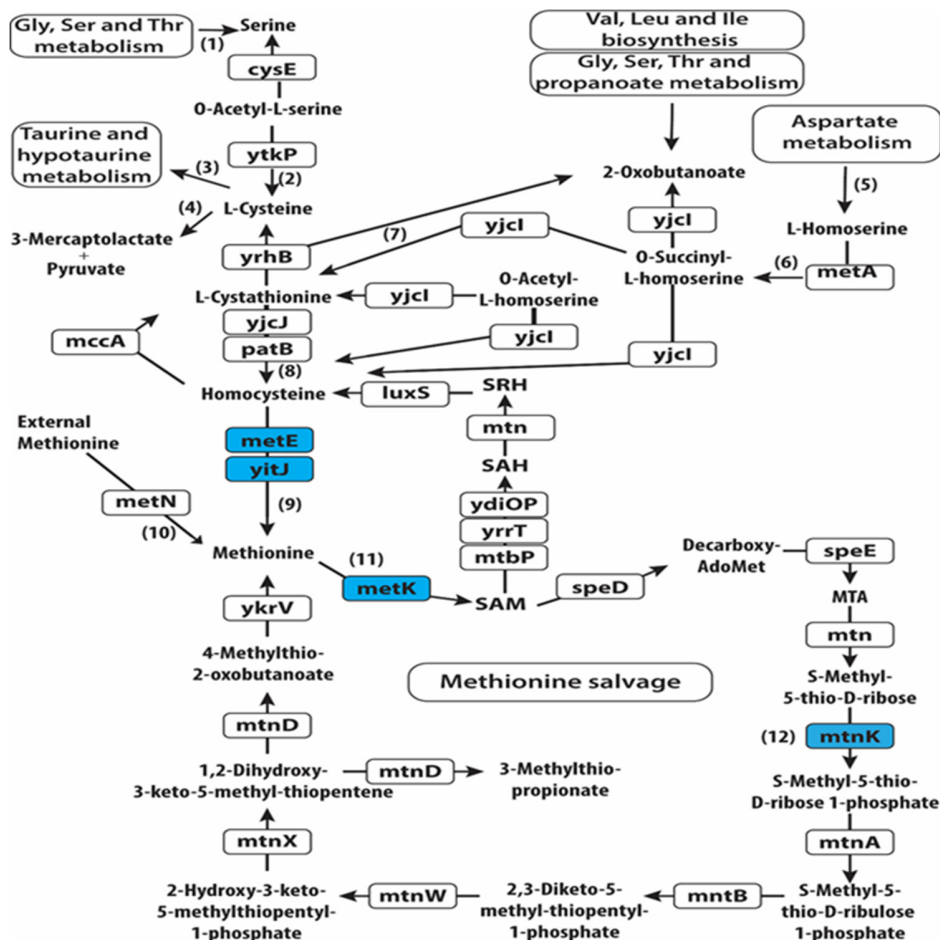 Gly, Ser and Thr
metabolism
(1)
Serine
cysE
O-Acetyl-L-serine
Taurine and
hypotaurine
metabolism
(3)
ytkP
(2)
L-Cysteine
(4)
3-Mercaptolactate
+
Pyruvate
yrhB
(7)
L-Cystathionine
yjcJ
patB
(8)
mccA
Homocysteine
Val, Leu and Ile
biosynthesis
Gly, Ser, Thr and
propanoate metabolism
2-Oxobutanoate
Aspartate
metabolism
(5)
L-Homoserine
metA
(6)
yjcI
O-Succinyl-
L-homoserine
yjcI
O-Acetyl-
L-homoserine
yjcI
yjcI
yjcI
luxS
SRH
mtn
SAH
ydiOP
yrrT
mtbP
SAM
External
Methionine
metN
(10)
metE
yitJ
(9)
Methionine
(11)
metK
speD
Decarboxy-
AdoMet
speE
MTA
mtn
S-Methyl-
5-thio-D-ribose
(12)
mtnK
S-Methyl-5-thio-
D-ribose 1-phosphate
mtnA
S-Methyl-5-
thio-D-ribulose
1-phosphate
mntB
2,3-Diketo-5-
methyl-thiopentyl-
1-phosphate
mtnW
2-Hydroxy-3-keto-
5-methylthiopentyl-
1-phosphate
mtnX
1,2-Dihydroxy-
3-keto-5-methyl-thiopentene
mtnD
3-Methylthio-
propionate
mtnD
4-Methylthio-
2-oxobutanoate
ykrV
Methionine salvage